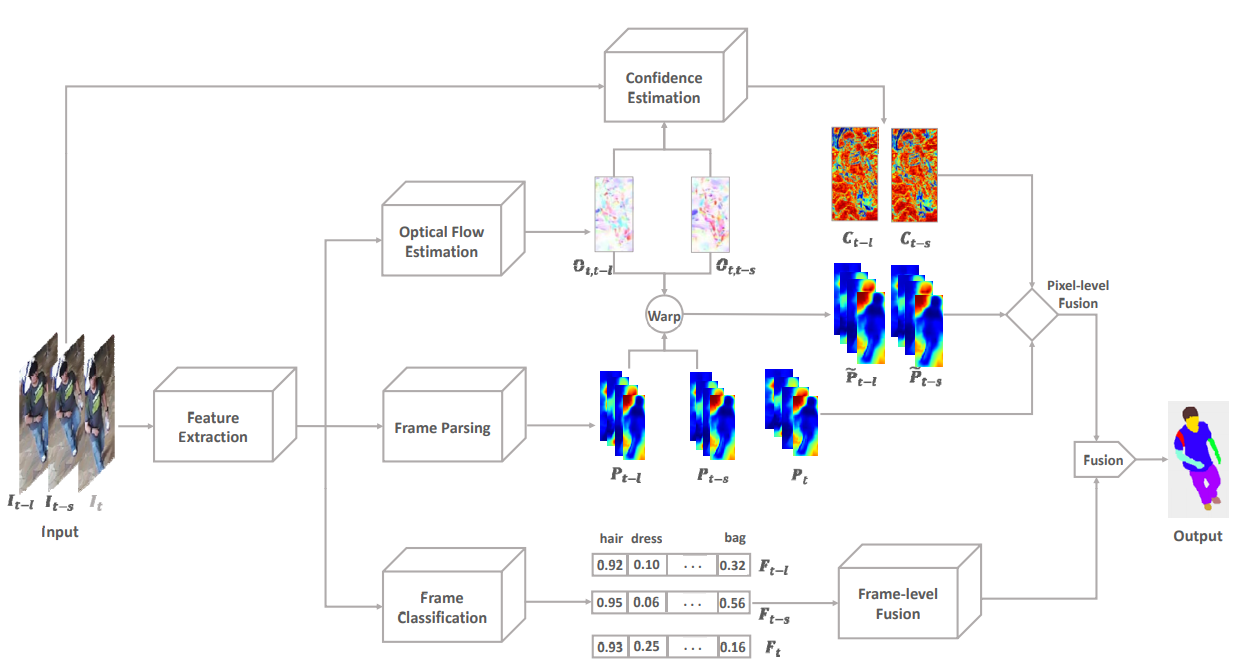 Confidence
Estimation
Optical Flow
Estimation
O_{t,t−l}
O_{t,t−s}
C_{t−l}
C_{t−s}
Warp
Pixel-level
Fusion
P̃_{t−l}
P̃_{t−s}
Feature
Extraction
Frame Parsing
P_{t−l}
P_{t−s}
P_t
I_{t−l} I_{t−s} I_t
Input
Fusion
Output
Frame
Classification
hair dress bag
0.92 0.10 ... 0.32 F_{t−l}
0.95 0.06 ... 0.56 F_{t−s}
0.93 0.25 ... 0.16 F_t
Frame-level
Fusion